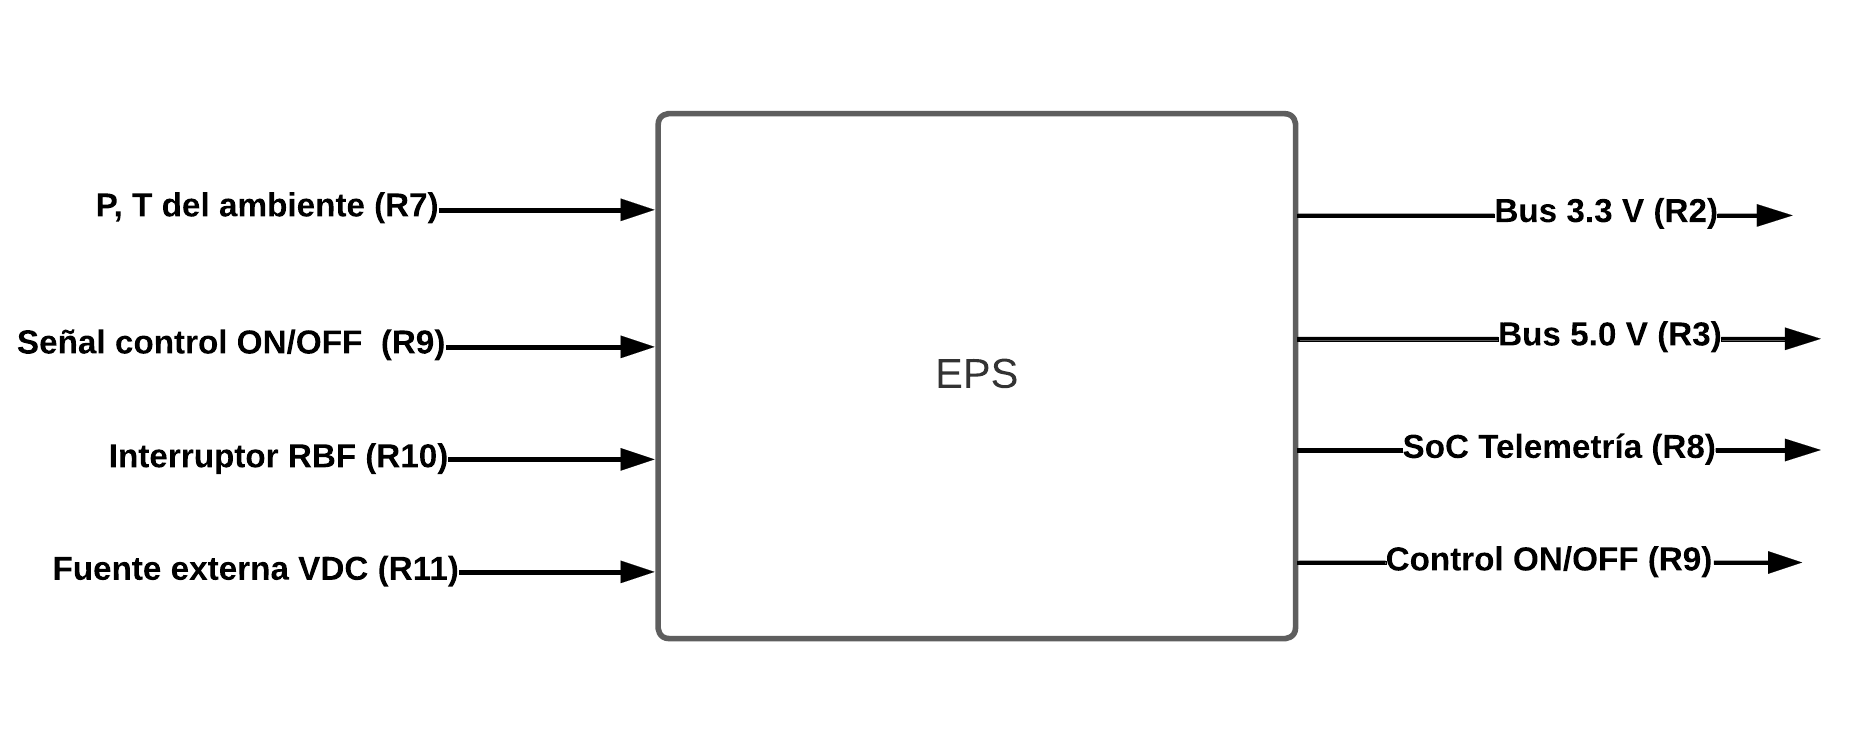 P, T del ambiente (R7)
Señal control ON/OFF  (R9)
Interruptor RBF (R10)
Fuente externa VDC (R11)
EPS
Bus 3.3 V (R2)
Bus 5.0 V (R3)
SoC Telemetría (R8)
Control ON/OFF (R9)